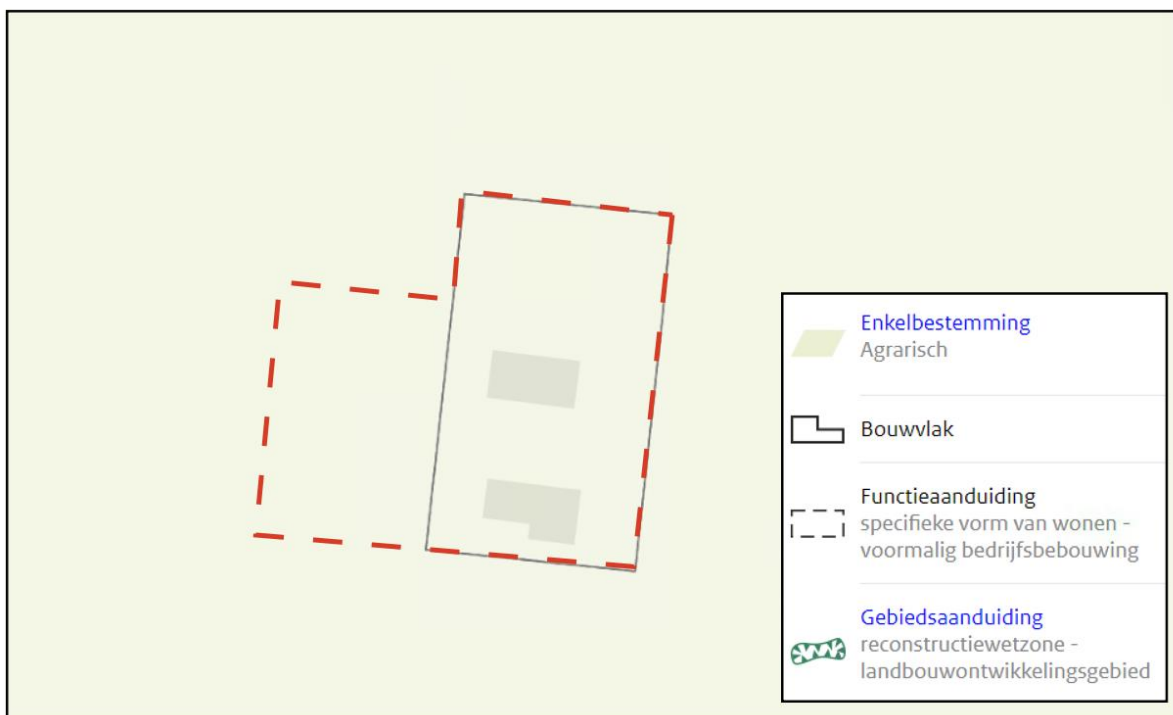 Enkelbestemming
Agrarisch
Bouwvlak
Functieaanduiding
specifieke vorm van wonen -
voormalig bedrijfsbebouwing
Gebiedsaanduiding
reconstructiewetzone -
landbouwontwikkelingsgebied